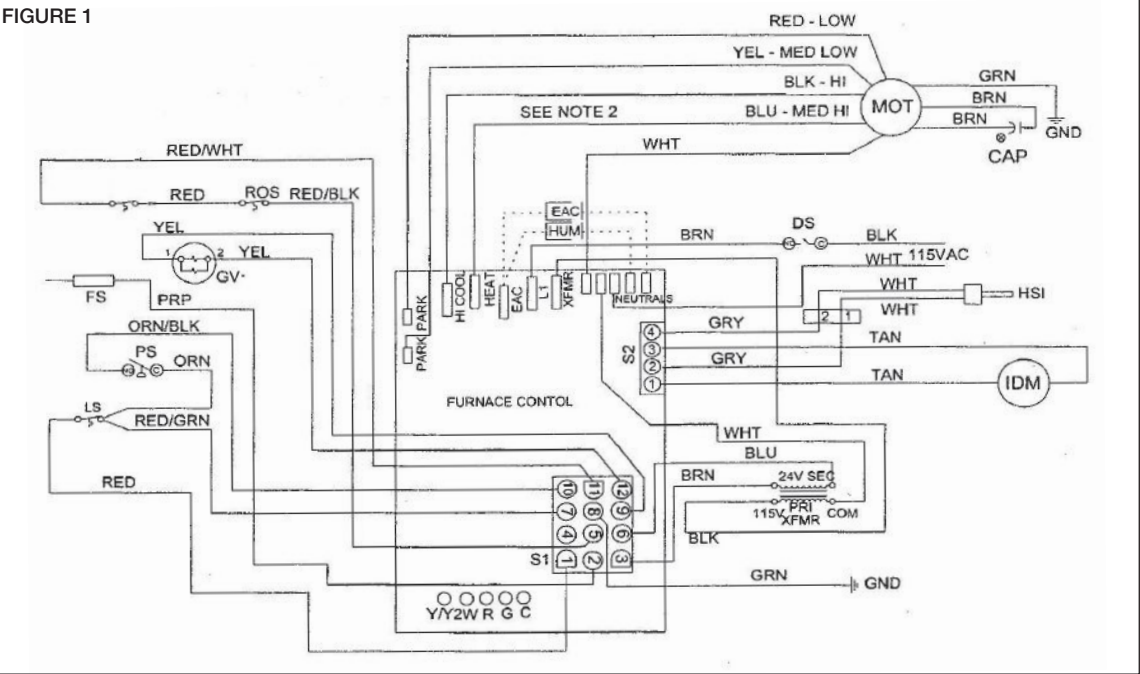 FIGURE 1
RED - LOW
YEL - MED LOW
BLK - HI
SEE NOTE 2
BLU - MED HI
WHT
MOT
GRN
BRN
BRN
GND
CAP
RED/WHT
RED
ROS
RED/BLK
YEL
1
2
YEL
GV
FS
PRP
ORN/BLK
PS
ORN
NO
C
LS
RED/GRN
RED
EAC
HUM
BRN
DS
NO
C
BLK
115VAC
WHT
WHT
HSI
WHT
2 1
PARK
PARK
HI COOL
HEAT
EAC
L1
XFMR
NEUTRALS
S2
4
3
2
1
GRY
GRY
TAN
TAN
IDM
FURNACE CONTOL
WHT
BLU
BRN
24V SEC
PRI
115V
XFMR
COM
BLK
10 11 12
7 8 9
4 5 6
S1
1 2 3
GRN
GND
Y/Y2 W R G C